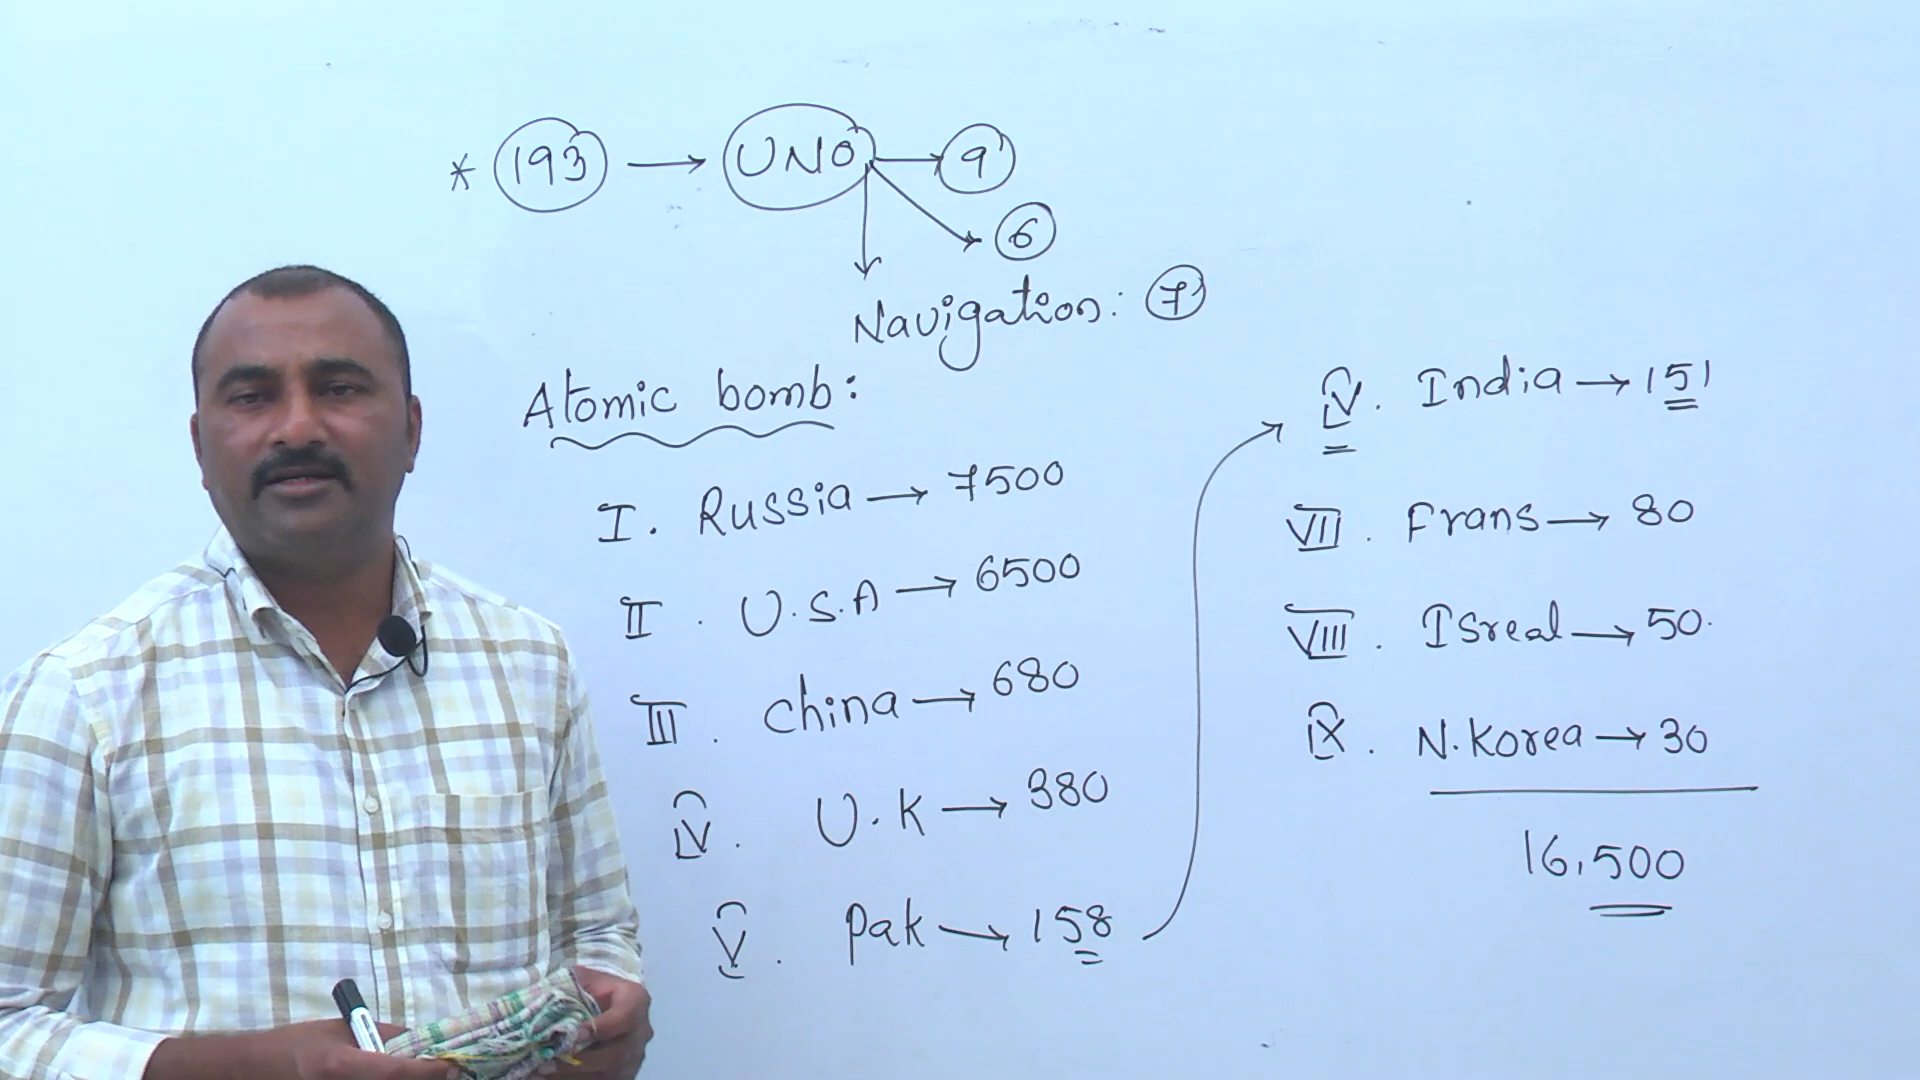 * 193 → UNO → 9
6
Navigation: 7
Atomic bomb:
I. Russia → 7500
II. U.S.A → 6500
III. China → 680
IV. U.K → 380
V. Pak → 158
IV. India → 151
VII. Frans → 80
VIII. ISreal → 50.
IX. N.Korea → 30
16,500